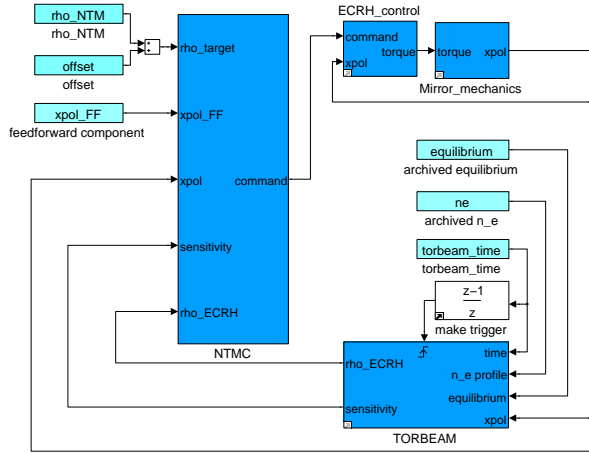 rho_NTM
rho_NTM
offset
offset
xpol_FF
feedforward component
rho_target
xpol_FF
xpol
command
sensitivity
rho_ECRH
NTMC
ECRH_control
command
torque
xpol
torque
xpol
Mirror_mechanics
equilibrium
archived equilibrium
ne
archived n_e
torbeam_time
torbeam_time
z−1
z
make trigger
time
rho_ECRH
n_e profile
equilibrium
sensitivity
xpol
TORBEAM